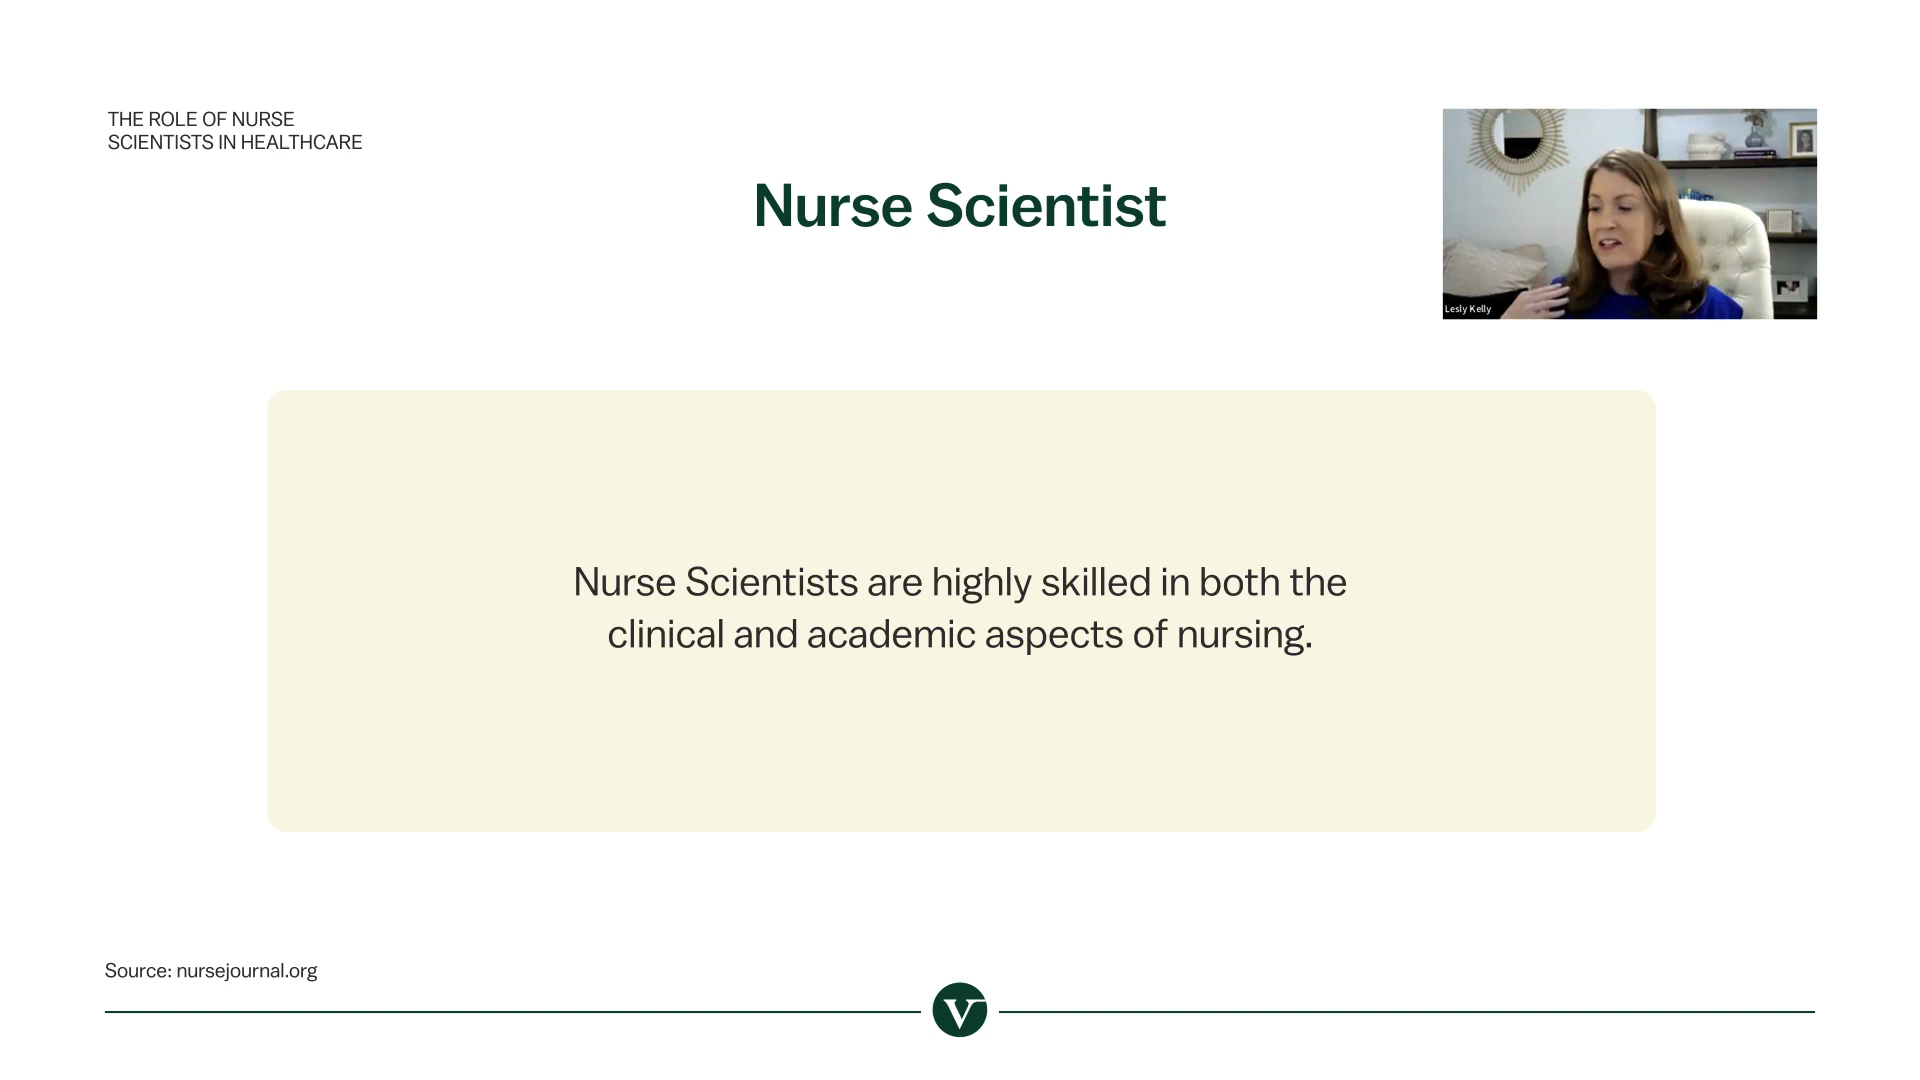 THE ROLE OF NURSE
SCIENTISTS IN HEALTHCARE
Nurse Scientist
Lesly Kelly
Nurse Scientists are highly skilled in both the
clinical and academic aspects of nursing.
Source: nursejournal.org
V